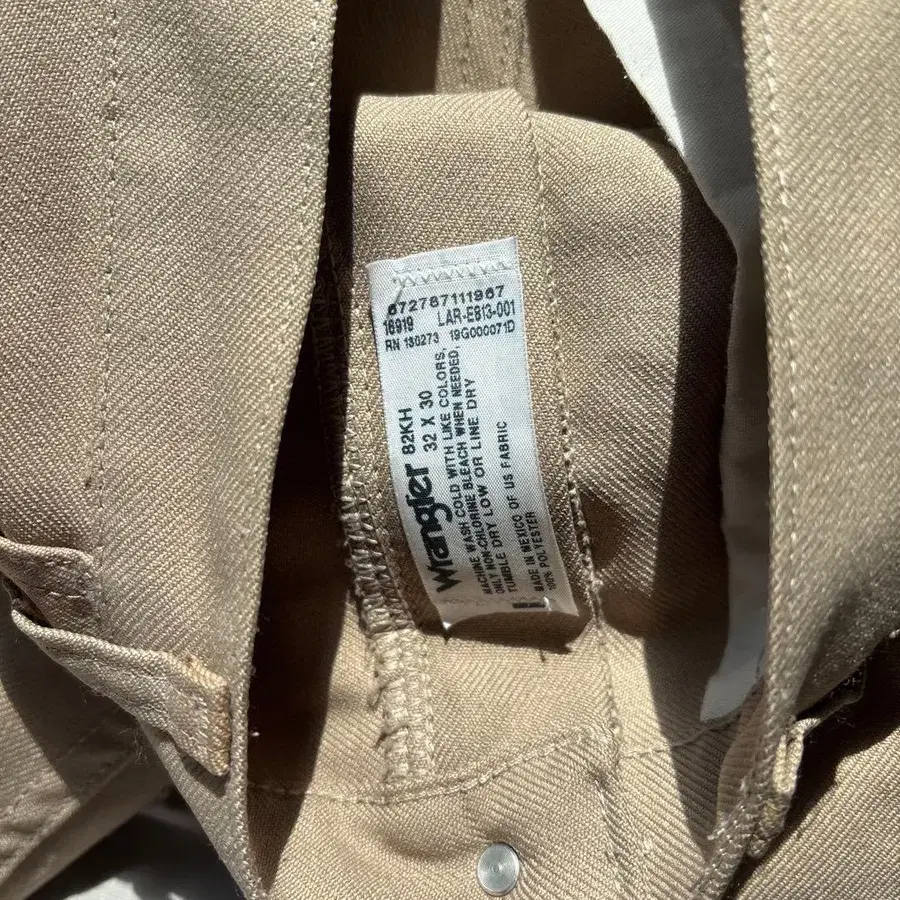 672787111967
16919 LAR-E813-001
RN 130273 19G000071D
Wrangler 82KH
32 X 30
MACHINE WASH COLD WITH LIKE COLORS,
ONLY NON-CHLORINE BLEACH WHEN NEEDED,
TUMBLE DRY LOW OR LINE DRY
MADE IN MEXICO OF US FABRIC
100% POLYESTER